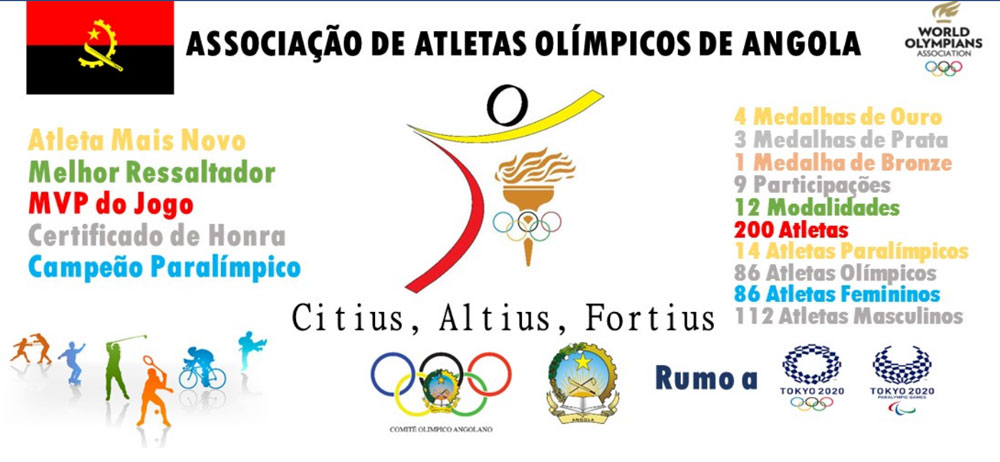 ASSOCIAÇÃO DE ATLETAS OLÍMPICOS DE ANGOLA
WORLD
OLYMPIANS
ASSOCIATION
Atleta Mais Novo
Melhor Ressaltador
MVP do Jogo
Certificado de Honra
Campeão Paralímpico
4 Medalhas de Ouro
3 Medalhas de Prata
1 Medalha de Bronze
9 Participações
12 Modalidades
200 Atletas
14 Atletas Paralímpicos
86 Atletas Olímpicos
86 Atletas Femininos
112 Atletas Masculinos
Citius, Altius, Fortius
COMITÉ OLIMPICO ANGOLANO
ANGOLA
Rumo a
TOKYO 2020
TOKYO 2020
PARALYMPIC GAMES